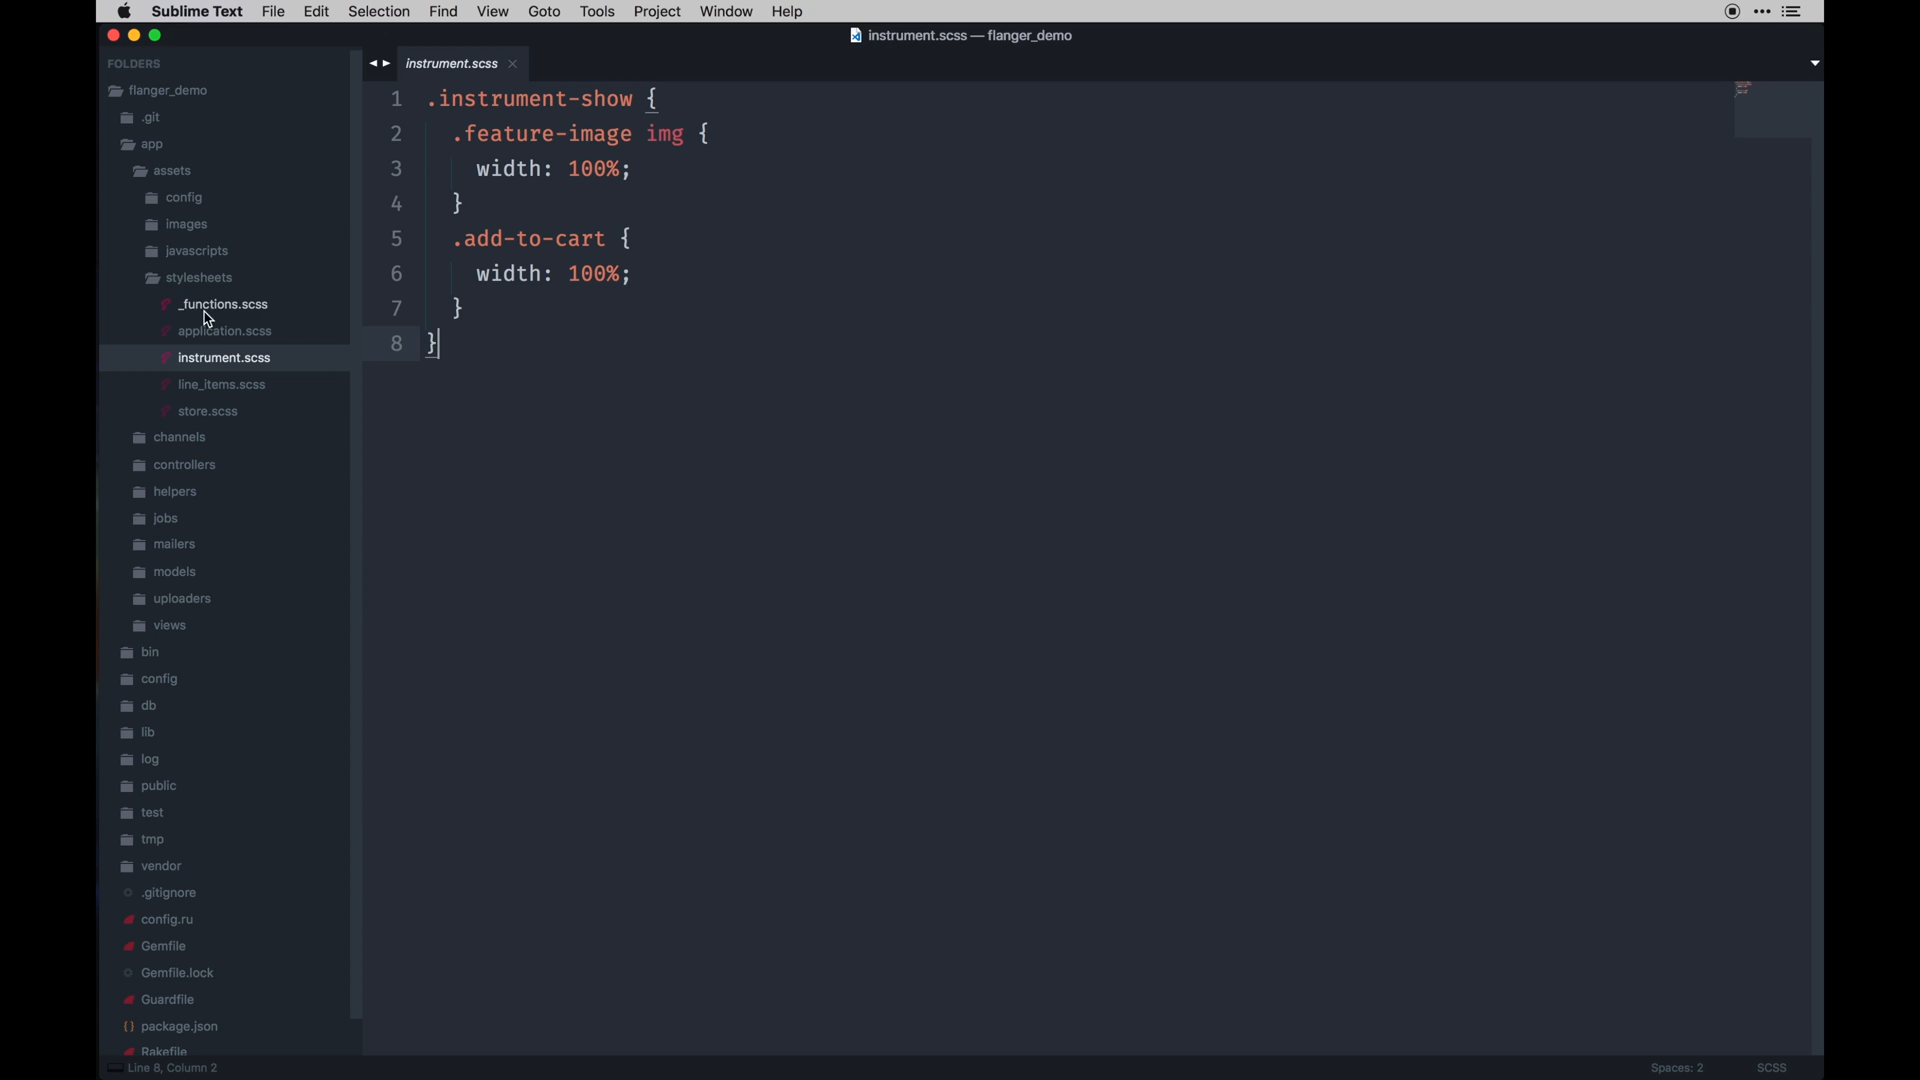 Sublime Text File Edit Selection Find View Goto Tools Project Window Help
instrument.scss — flanger_demo
FOLDERS
flanger_demo
.git
app
assets
config
images
javascripts
stylesheets
_functions.scss
application.scss
instrument.scss
line_items.scss
store.scss
channels
controllers
helpers
jobs
mailers
models
uploaders
views
bin
config
db
lib
log
public
test
tmp
vendor
.gitignore
config.ru
Gemfile
Gemfile.lock
Guardfile
package.json
Rakefile
instrument.scss
1 .instrument-show {
2 .feature-image img {
3 width: 100%;
4 }
5 .add-to-cart {
6 width: 100%;
7 }
8 }
Line 8, Column 2
Spaces: 2
SCSS